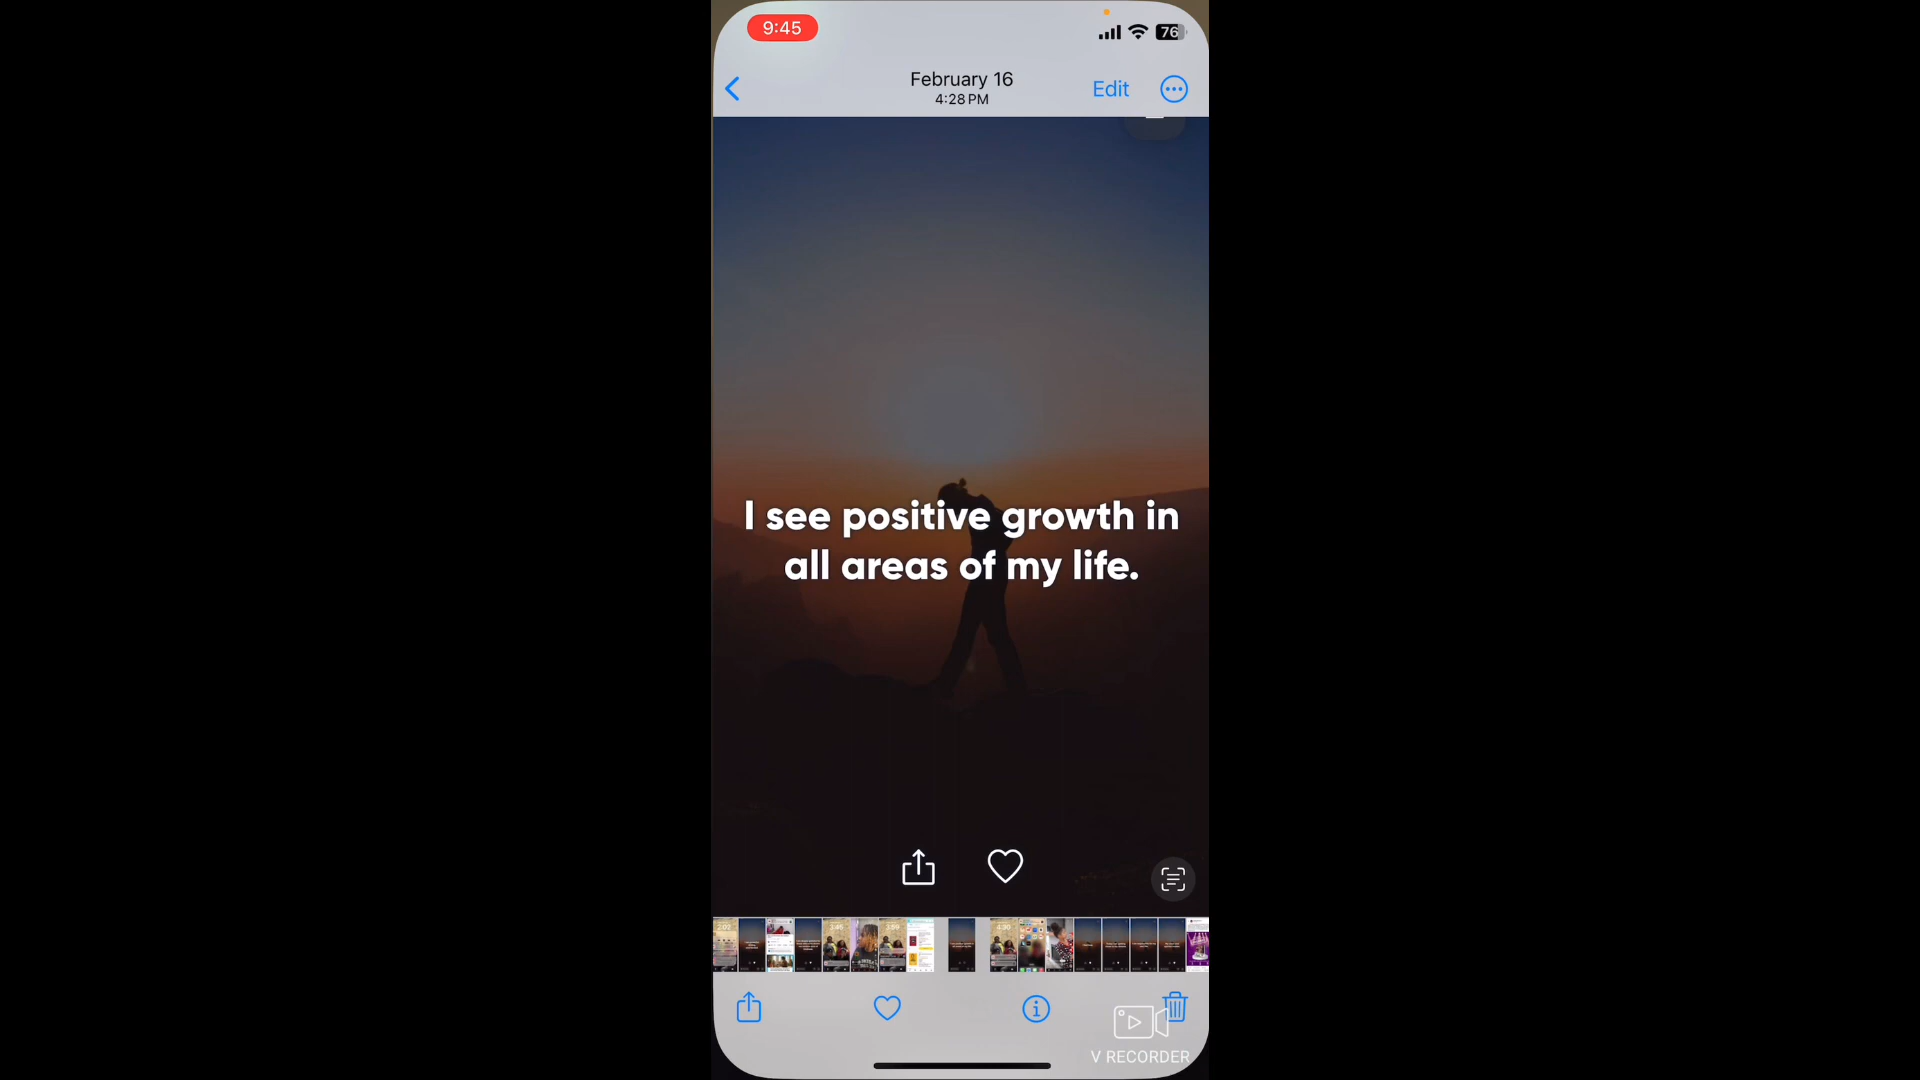 9:45
76
February 16
4:28 PM
Edit
I see positive growth in
all areas of my life.
V RECORDER